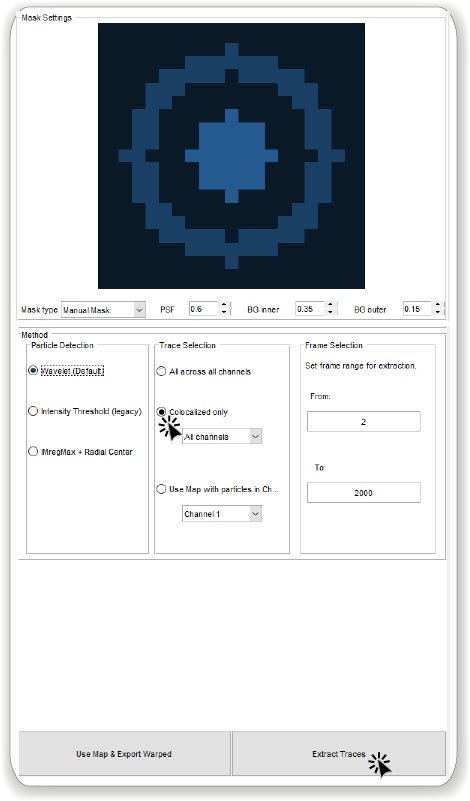 Mask Settings
Mask type Manual Mask PSF 0.6 BG inner 0.35 BG outer 0.15
Method
Particle Detection Trace Selection Frame Selection
Wavelet (Default) All across all channels Set frame range for extraction.
From:
Intensity Threshold (legacy) Colocalized only 2
All channels
IMregMax + Radial Center
To:
Use Map with particles in Ch... 2000
Channel 1
Use Map & Export Warped Extract Traces